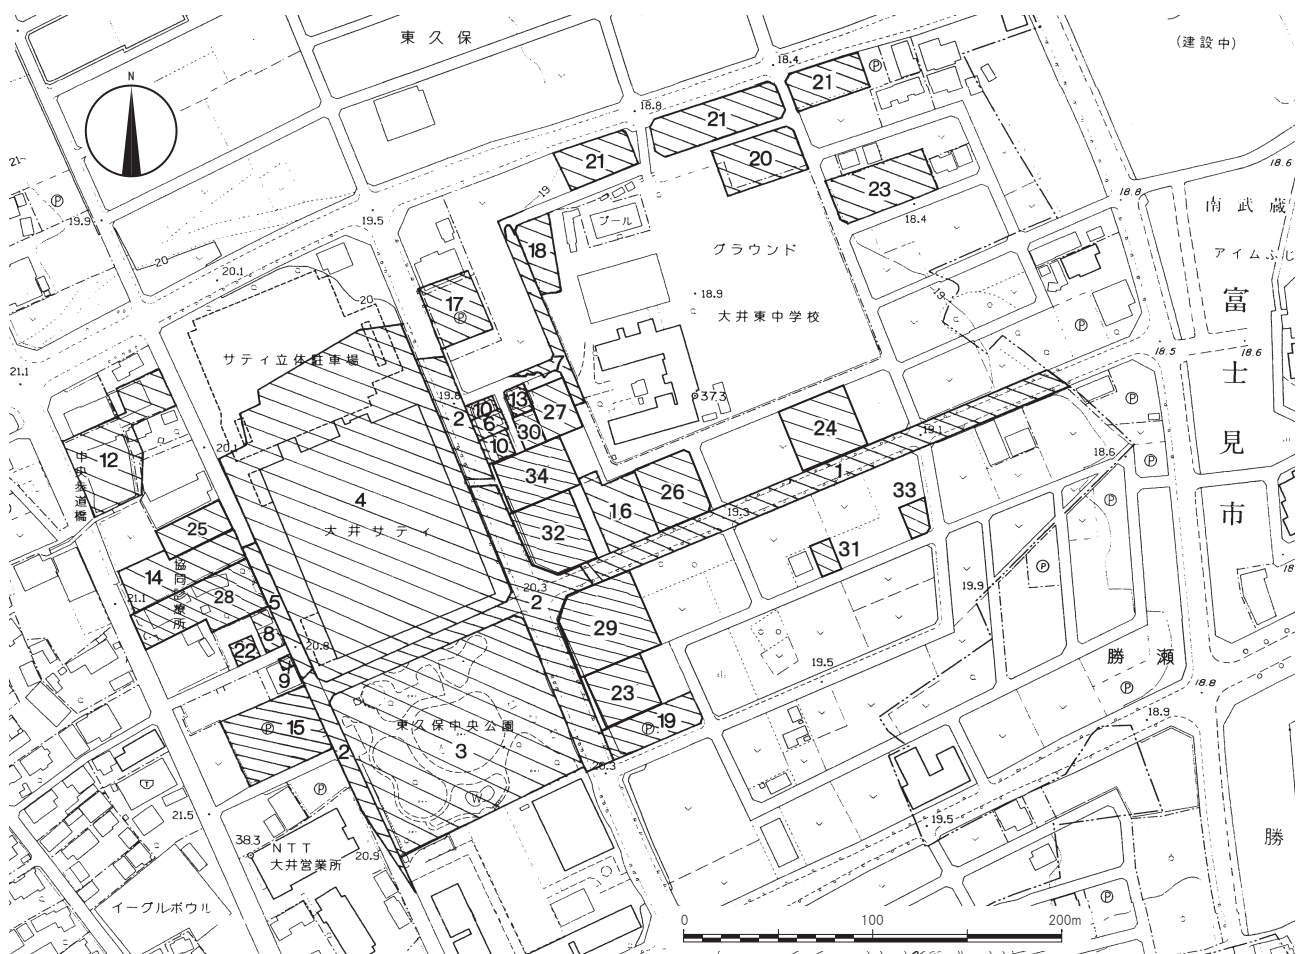 東久保
(建設中)
N
18.4
21
18.8
21
21
20
18.6
21
P
23
18.8
南武蔵
19.9
19.5
19
18.4
プール
18
グラウンド
アイムふじ
20
20.1
20
17
P
18.9
大井東中学校
19
富士見市
サティ立体駐車場
P
18.5
18.6
21.1
19.8
2
10
6
10
13
30
27
37.3
P
中央歩道橋
12
34
24
19.1
1
18.6
P
4
大井サティ
16
26
19.3
33
P
25
32
31
P
14
協同診療所
28
21.1
5
20.3
2
19.9
29
8
22
20.8
9
19.5
勝瀬
23
P
18.8
15
P
2
東久保中央公園
3
19
P
18.9
20.3
P
W
21.5
38.3
NTT
大井営業所
20.9
19.5
P
勝
イーグルボウル
0 100 200m